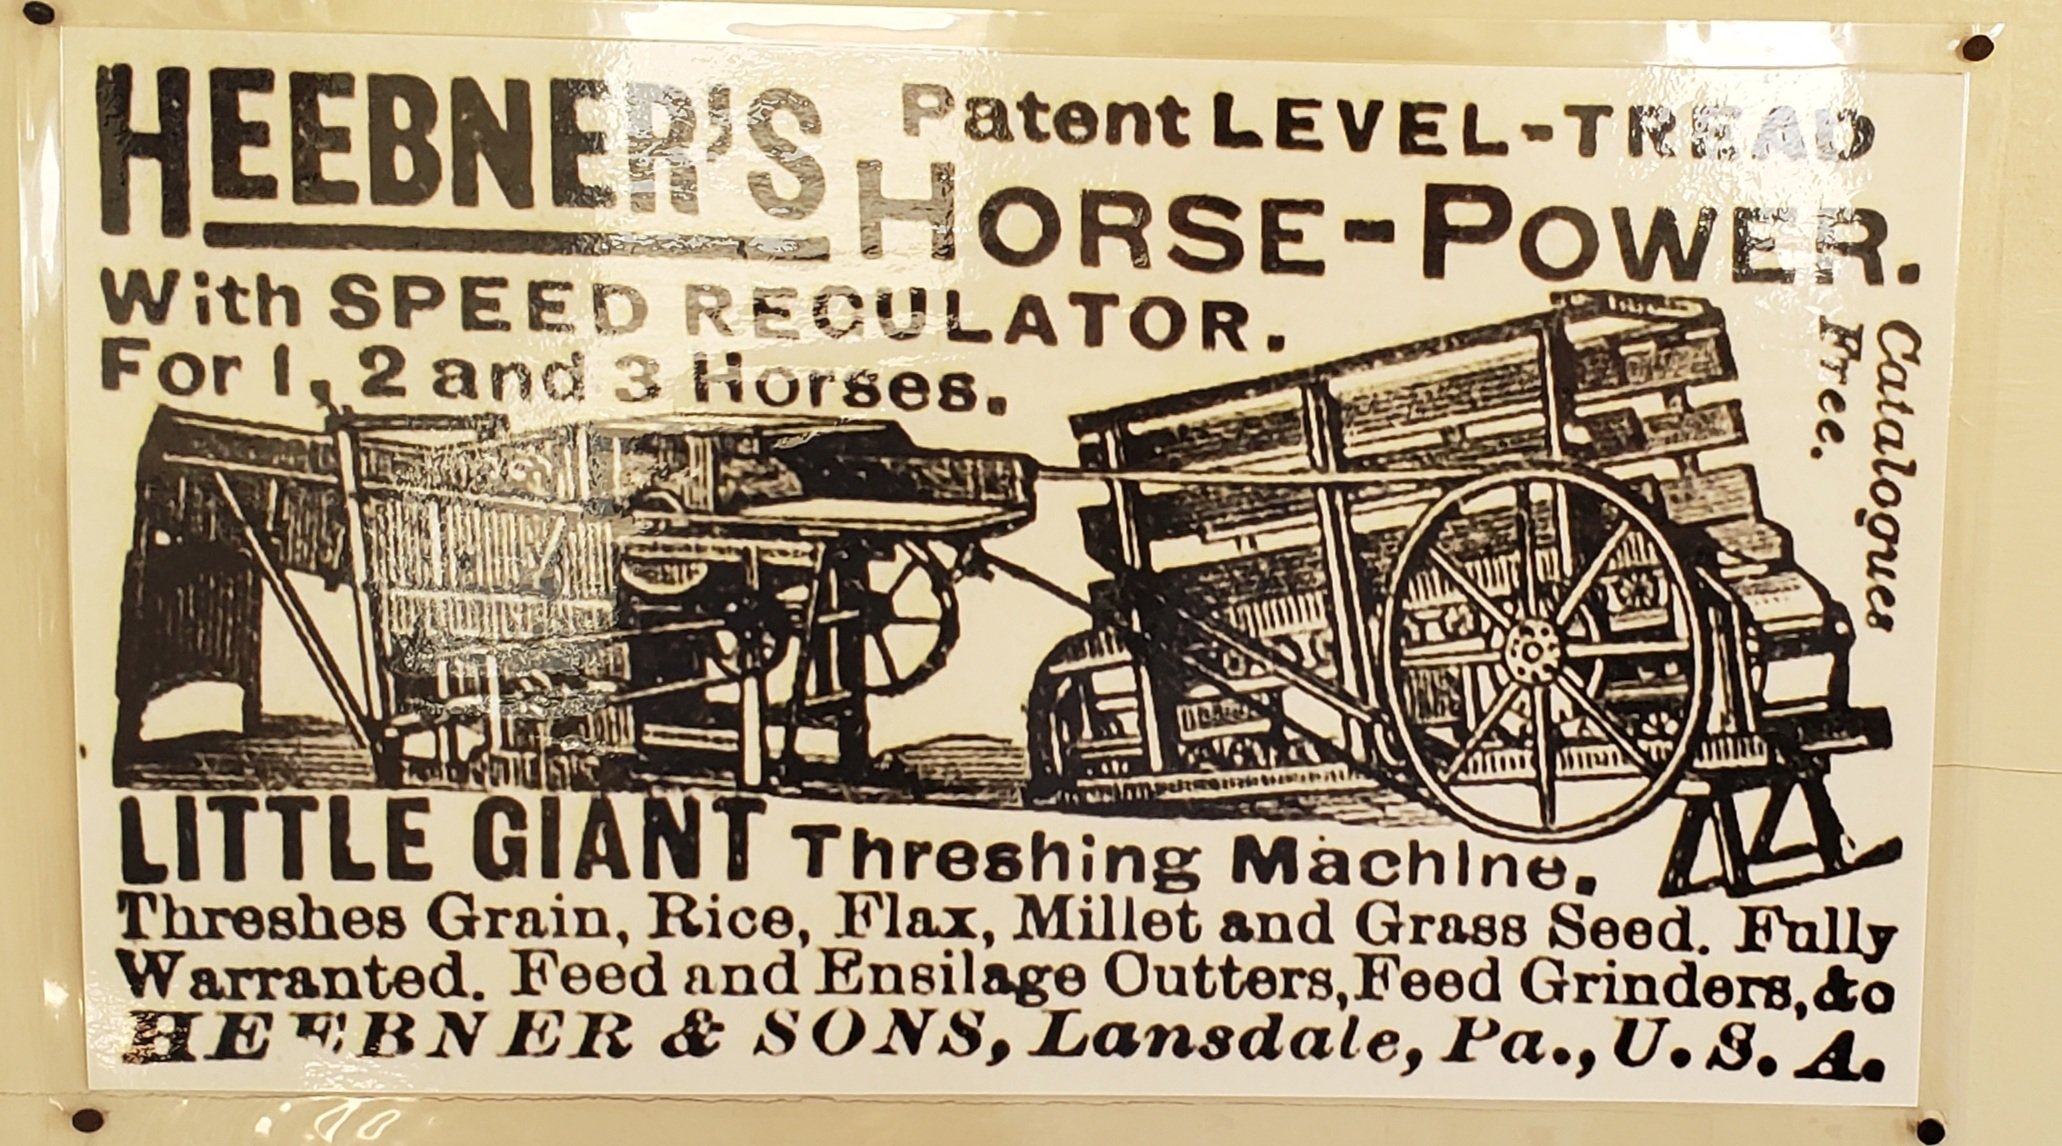 HEEBNER'S Patent LEVEL-TREAD
HORSE-POWER.
With SPEED REGULATOR.
For 1, 2 and 3 Horses.
Catalogues
Free.
LITTLE GIANT Threshing Machine.
Threshes Grain, Rice, Flax, Millet and Grass Seed. Fully
Warranted. Feed and Ensilage Cutters, Feed Grinders, &c
HEEBNER & SONS, Lansdale, Pa., U. S. A.